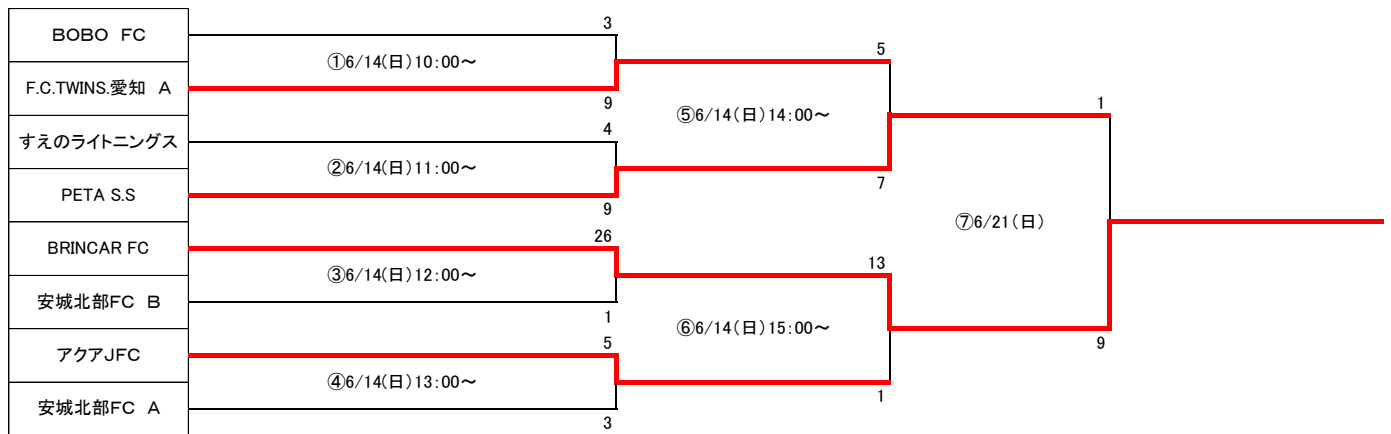 BOBO FC
3
①6/14(日)10:00～
5
F.C.TWINS.愛知 A
9
⑤6/14(日)14:00～
1
すえのライトニングス
4
②6/14(日)11:00～
7
PETA S.S
9
⑦6/21(日)
BRINCAR FC
26
③6/14(日)12:00～
13
安城北部FC B
1
⑥6/14(日)15:00～
9
アクアJFC
5
④6/14(日)13:00～
1
安城北部FC A
3